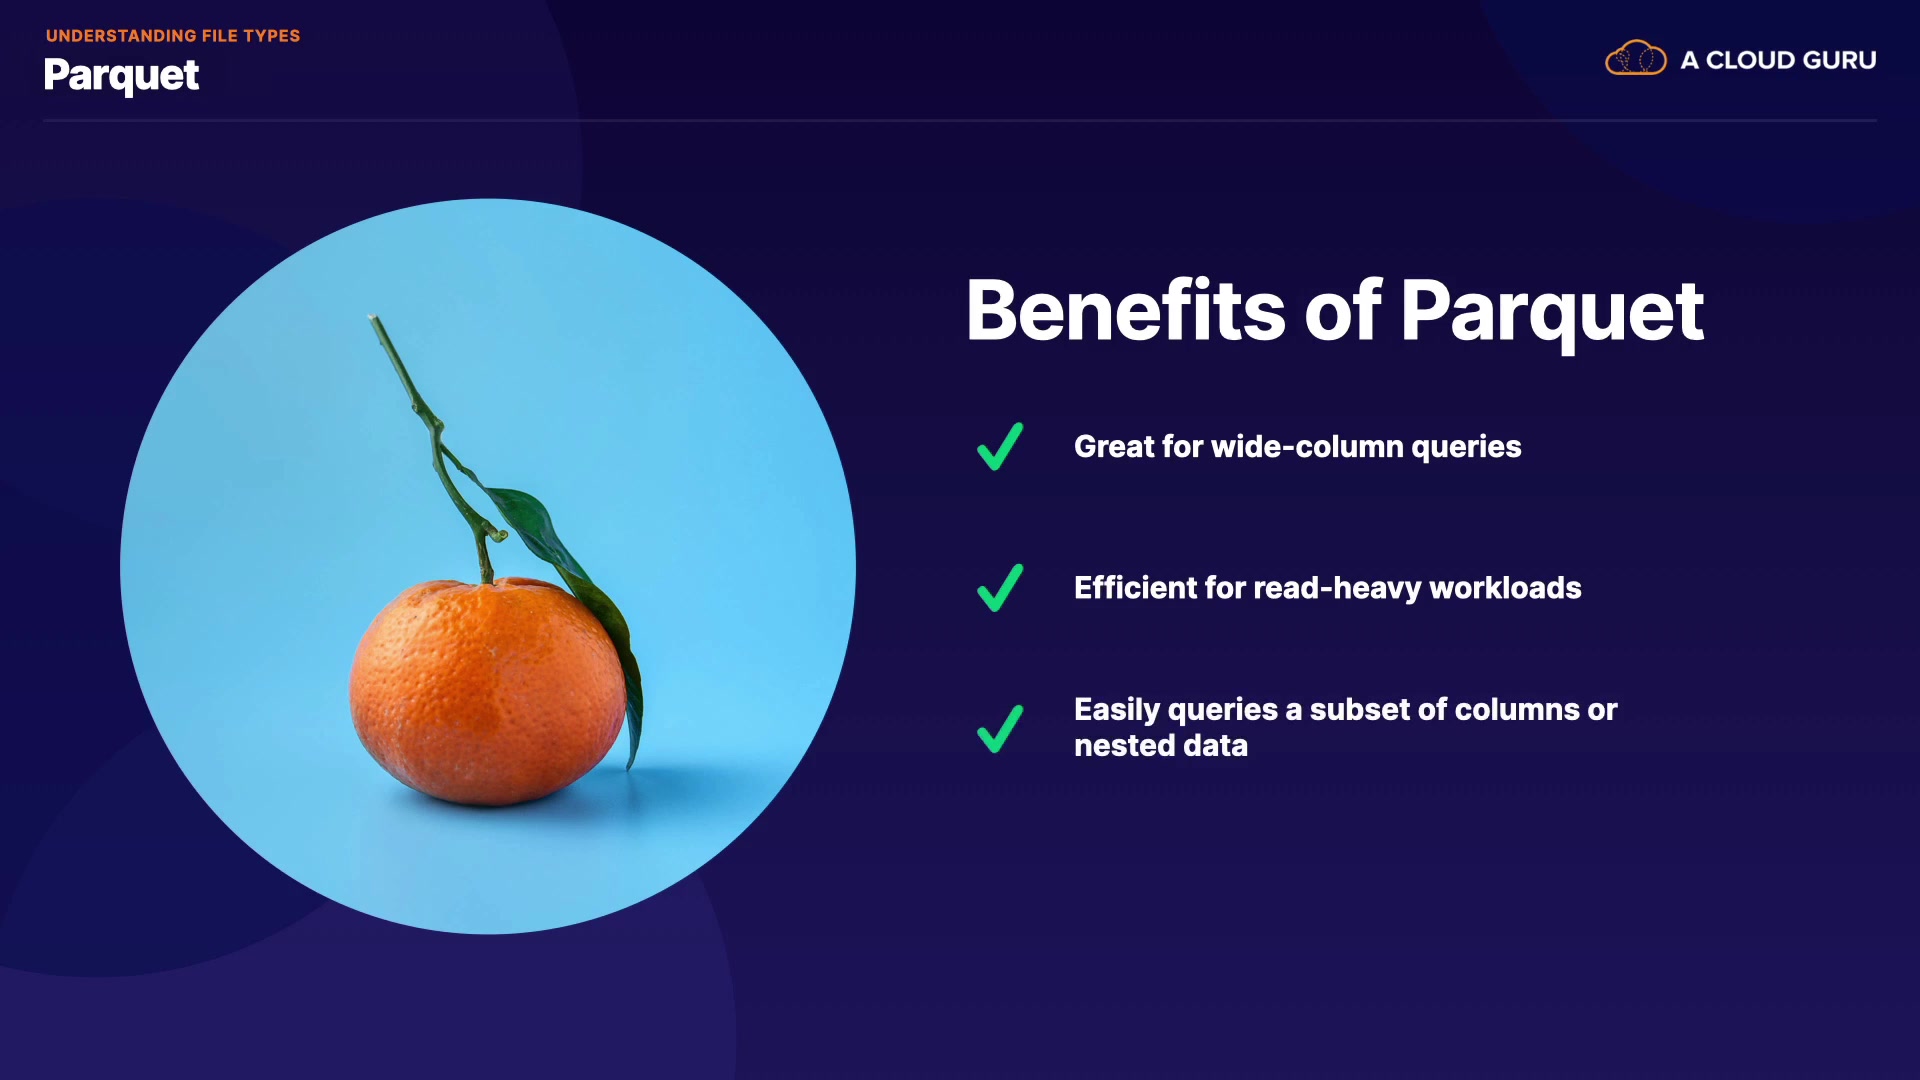 UNDERSTANDING FILE TYPES
Parquet
A CLOUD GURU
Benefits of Parquet
Great for wide-column queries
Efficient for read-heavy workloads
Easily queries a subset of columns or
nested data